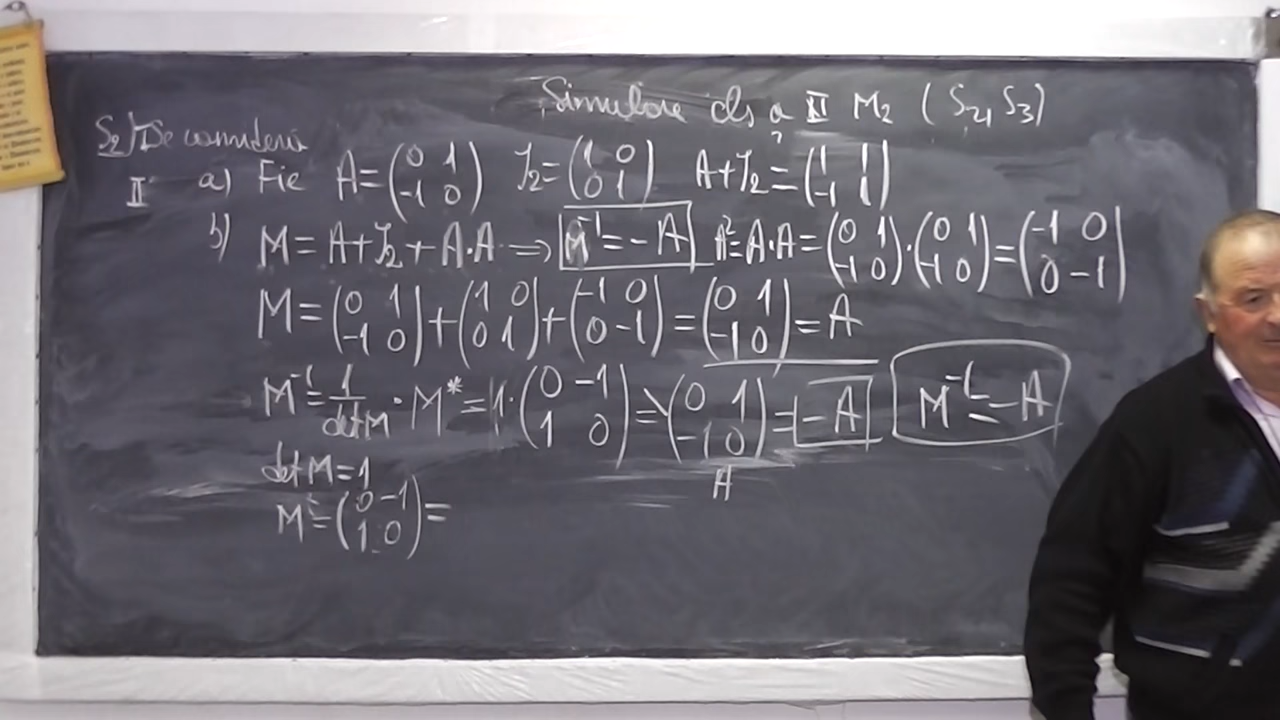 Simulare cls a XII M₂ (S₂, S₃)
S₂) I De consideră
II a) Fie A=(0 1; -1 0) I₂=(1 0; 0 1) A+I₂ ?= (1 1; -1 1)
b) M=A+I₂+A·A ⇒ M⁻¹=-A A²=A·A=(0 1; -1 0)·(0 1; -1 0)=(-1 0; 0 -1)
M=(0 1; -1 0)+(1 0; 0 1)+(-1 0; 0 -1)=(0 1; -1 0)=A
M⁻¹=1/det M · M*=1·(0 -1; 1 0)=-(0 1; -1 0)=-A M⁻¹=-A
A
det M=1
M*=(0 -1; 1 0)=